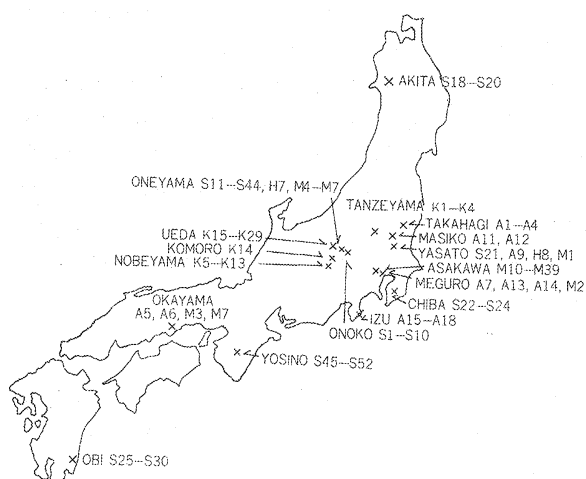 AKITA S18---S20
ONEYAMA S11---S44, H7, M4---M7
TANZEYAMA K1---K4
TAKAHAGI A1---A4
UEDA K15---K29
MASIKO A11, A12
KOMORO K14
YASATO S21, A9, H8, M1
NOBEYAMA K5---K13
ASAKAWA M10---M39
MEGURO A7, A13, A14, M2
OKAYAMA
A5, A6, M3, M7
CHIBA S22---S24
IZU A15---A18
ONOKO S1---S10
YOSINO S45---S52
OBI S25---S30